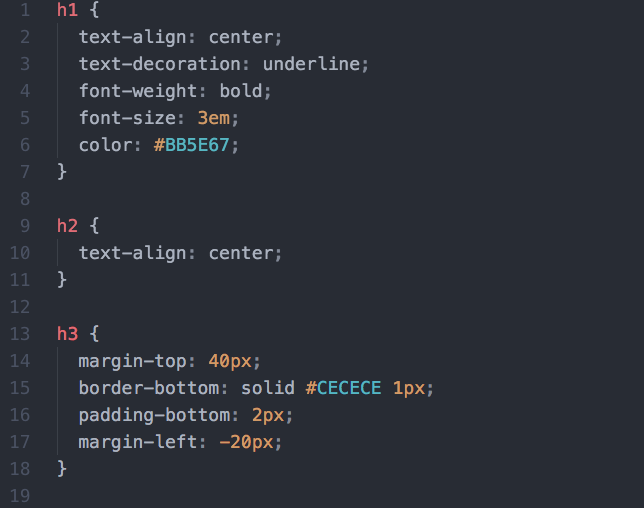 1 h1 {
2 text-align: center;
3 text-decoration: underline;
4 font-weight: bold;
5 font-size: 3em;
6 color: #BB5E67;
7 }
8
9 h2 {
10 text-align: center;
11 }
12
13 h3 {
14 margin-top: 40px;
15 border-bottom: solid #CECECE 1px;
16 padding-bottom: 2px;
17 margin-left: -20px;
18 }
19